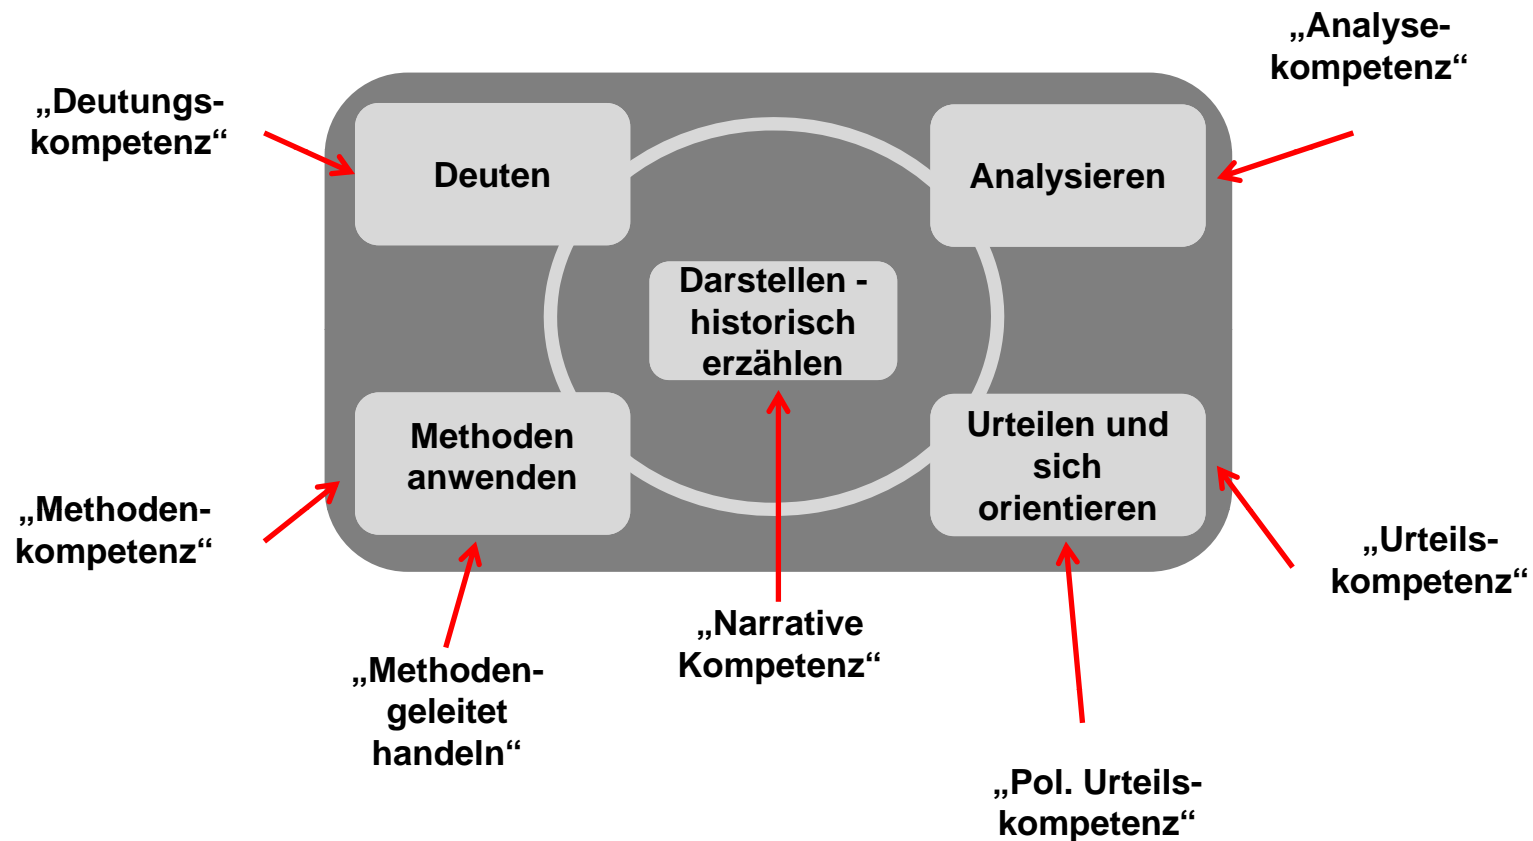 „Analyse-
kompetenz“
„Deutungs-
kompetenz“
Deuten
Analysieren
Darstellen -
historisch
erzählen
Methoden
anwenden
Urteilen und
sich
orientieren
„Methoden-
kompetenz“
„Urteils-
kompetenz“
„Narrative
Kompetenz“
„Methoden-
geleitet
handeln“
„Pol. Urteils-
kompetenz“